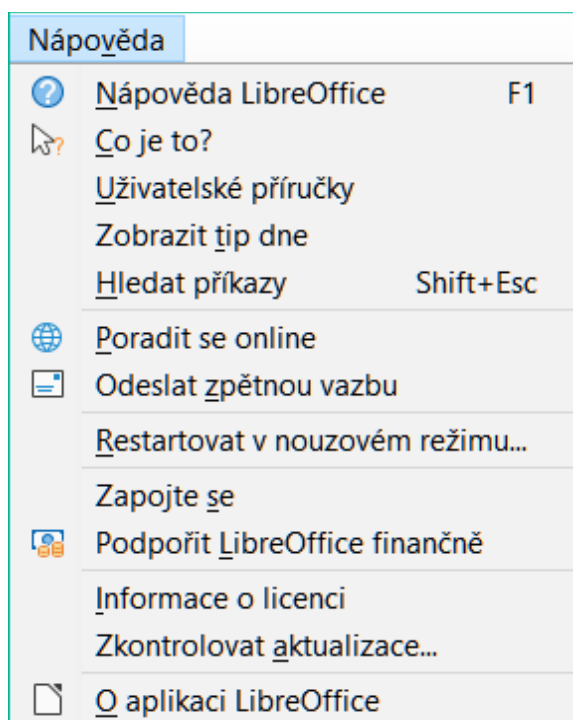 Nápověda
Nápověda LibreOffice F1
Co je to?
Uživatelské příručky
Zobrazit tip dne
Hledat příkazy Shift+Esc
Poradit se online
Odeslat zpětnou vazbu
Restartovat v nouzovém režimu...
Zapojte se
Podpořit LibreOffice finančně
Informace o licenci
Zkontrolovat aktualizace...
O aplikaci LibreOffice